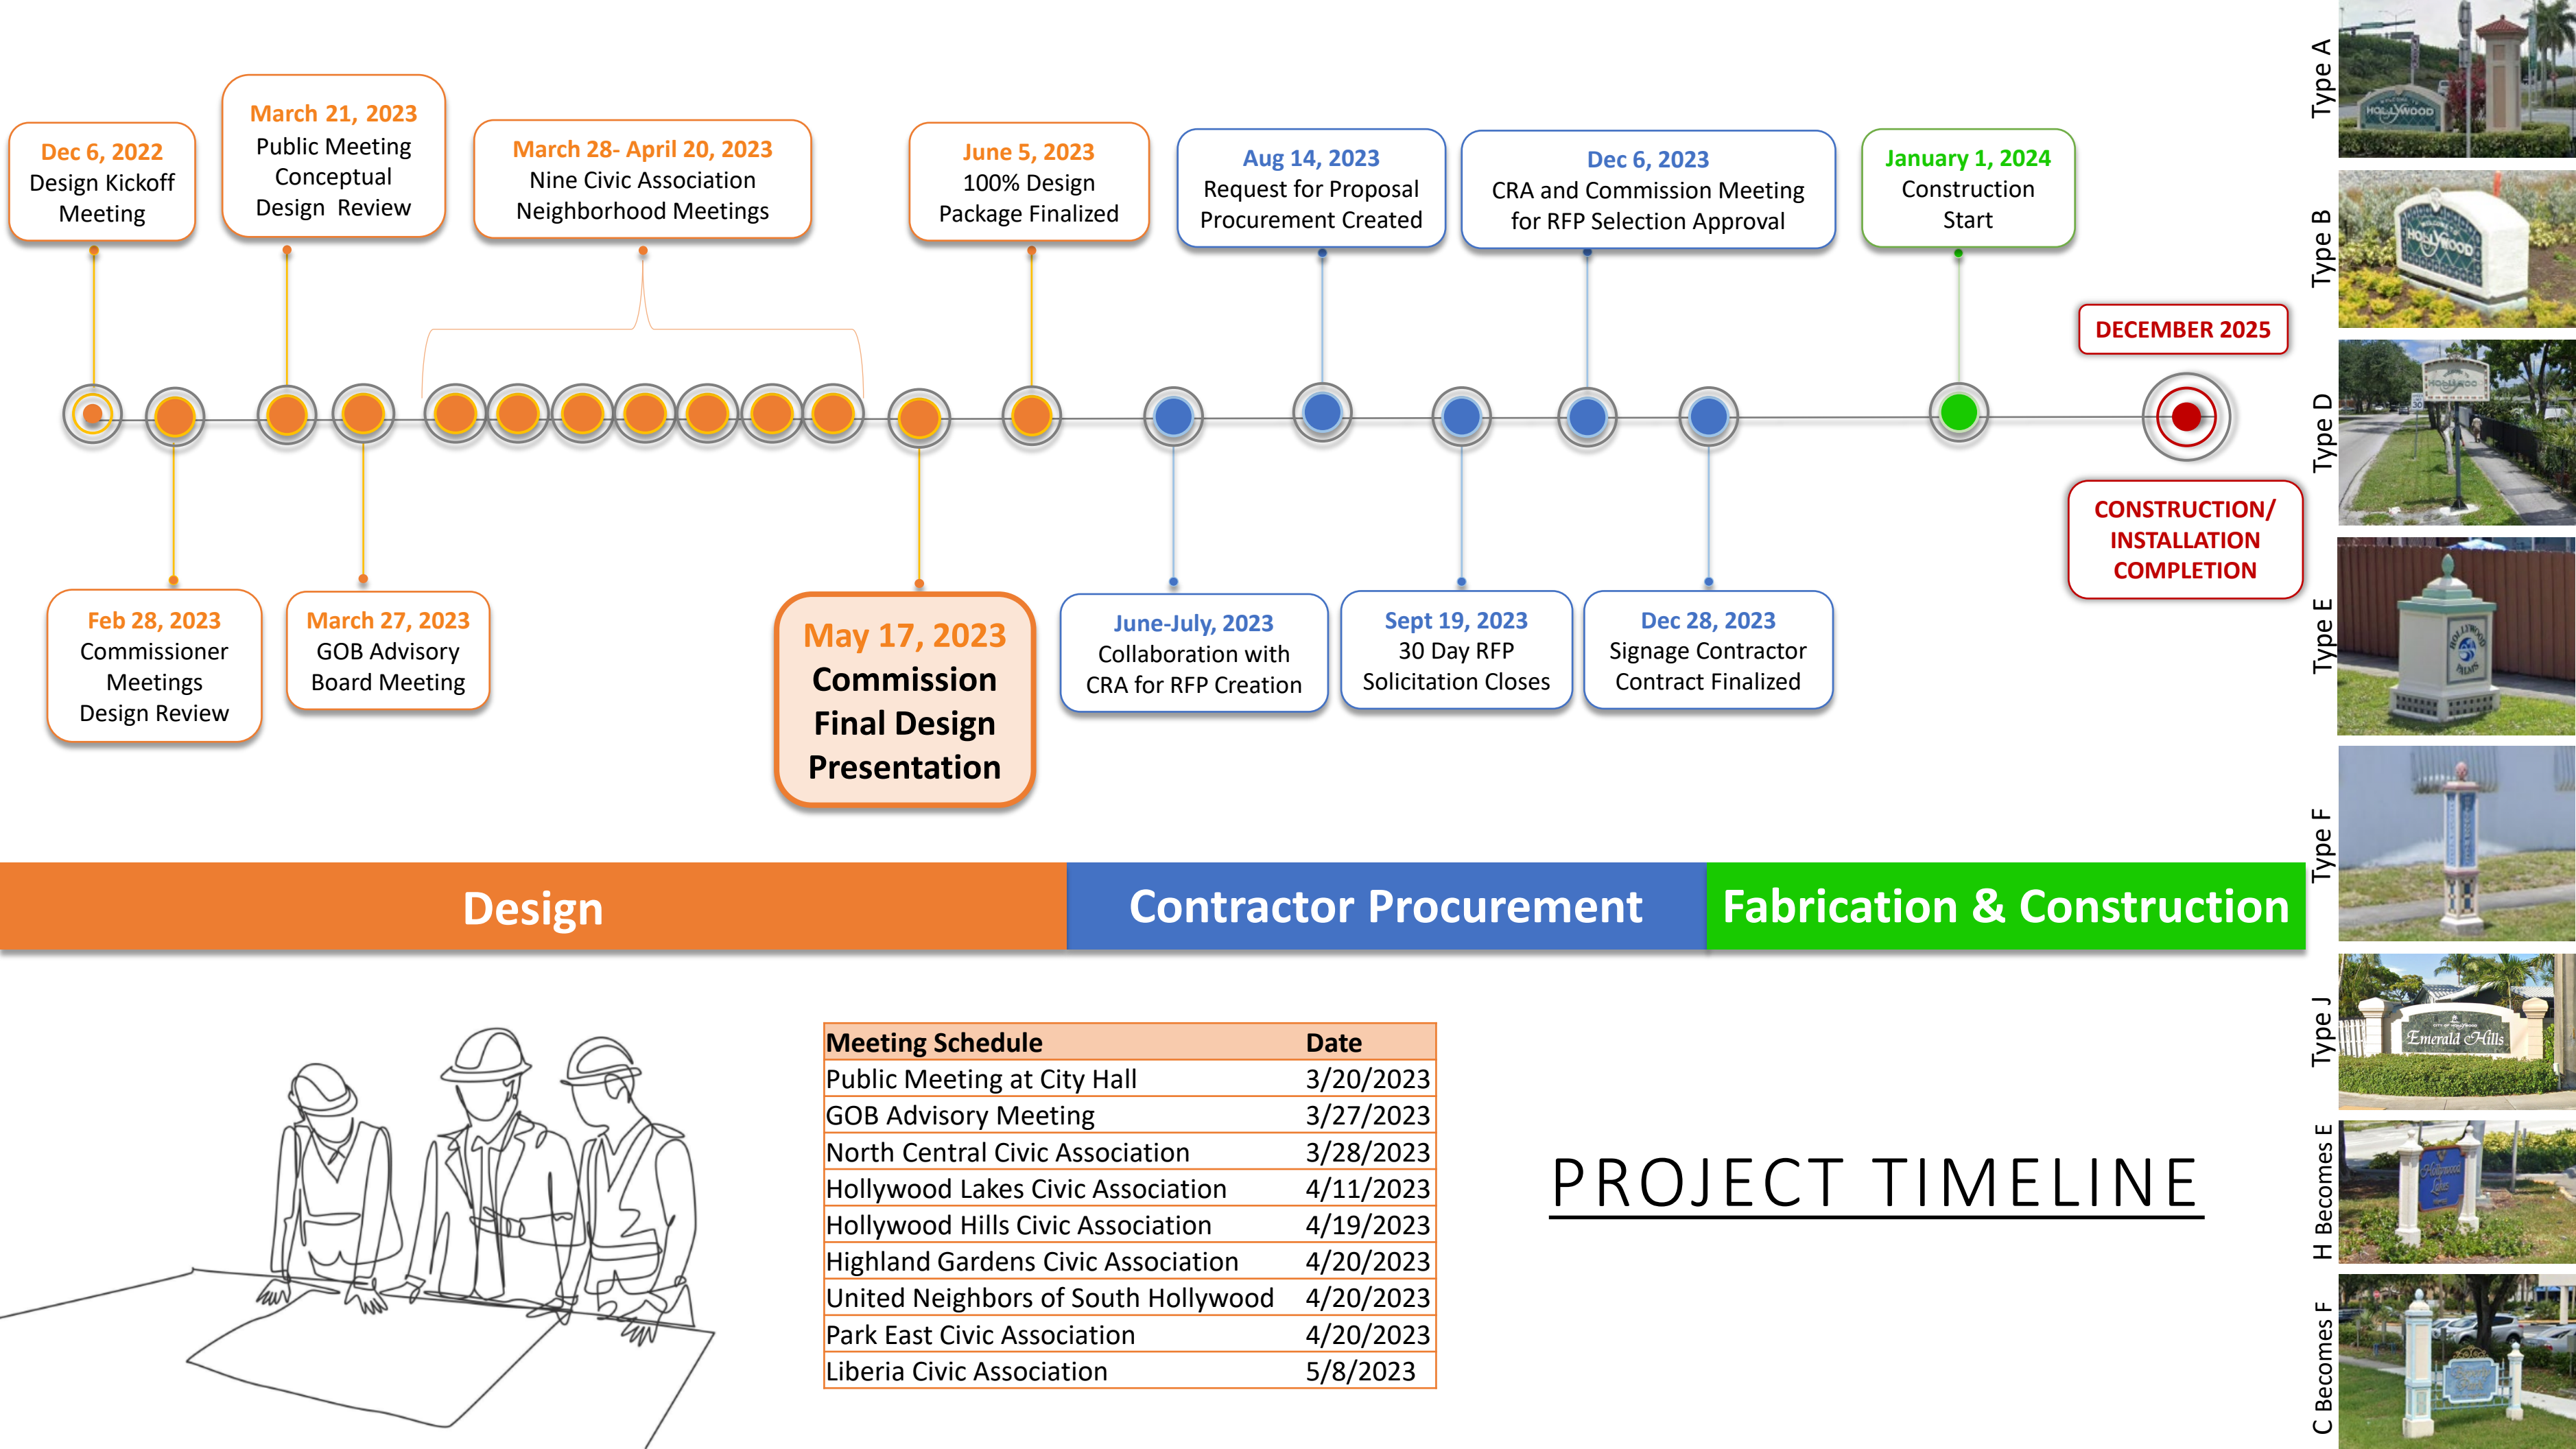 Dec 6, 2022
Design Kickoff
Meeting
March 21, 2023
Public Meeting
Conceptual
Design Review
March 28- April 20, 2023
Nine Civic Association
Neighborhood Meetings
June 5, 2023
100% Design
Package Finalized
Aug 14, 2023
Request for Proposal
Procurement Created
Dec 6, 2023
CRA and Commission Meeting
for RFP Selection Approval
January 1, 2024
Construction
Start
DECEMBER 2025
CONSTRUCTION/
INSTALLATION
COMPLETION
Feb 28, 2023
Commissioner
Meetings
Design Review
March 27, 2023
GOB Advisory
Board Meeting
May 17, 2023
Commission
Final Design
Presentation
June-July, 2023
Collaboration with
CRA for RFP Creation
Sept 19, 2023
30 Day RFP
Solicitation Closes
Dec 28, 2023
Signage Contractor
Contract Finalized
Design
Contractor Procurement
Fabrication & Construction
Meeting Schedule Date
Public Meeting at City Hall 3/20/2023
GOB Advisory Meeting 3/27/2023
North Central Civic Association 3/28/2023
Hollywood Lakes Civic Association 4/11/2023
Hollywood Hills Civic Association 4/19/2023
Highland Gardens Civic Association 4/20/2023
United Neighbors of South Hollywood 4/20/2023
Park East Civic Association 4/20/2023
Liberia Civic Association 5/8/2023
PROJECT TIMELINE
Type A
HOLLYWOOD
Type B
HOLLYWOOD
Type D
Type E
HOLLYWOOD
PALMS
Type F
Type J
Emerald Hills
H Becomes E
Hollywood
Lakes
C Becomes F